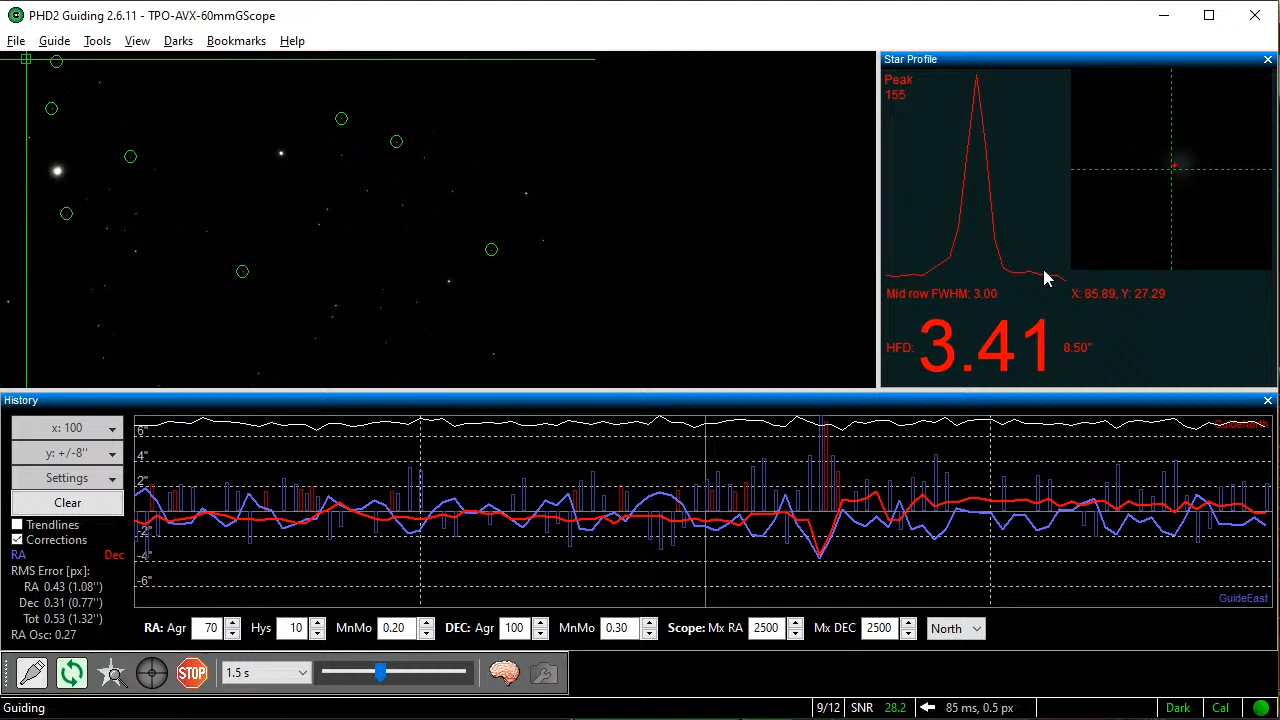 PHD2 Guiding 2.6.11 - TPO-AVX-60mmGScope
File Guide Tools View Darks Bookmarks Help
Star Profile
Peak
155
Mid row FWHM: 3.00 X: 85.89, Y: 27.29
HFD: 3.41 8.50"
History
x: 100
y: +/-8"
Settings
Clear
Trendlines
Corrections
RA Dec
RMS Error [px]:
RA 0.43 (1.08")
Dec 0.31 (0.77")
Tot 0.53 (1.32")
RA Osc: 0.27
6"
4"
2"
-2"
-4"
-6"
GuideNorth
GuideEast
RA: Agr 70 Hys 10 MnMo 0.20 DEC: Agr 100 MnMo 0.30 Scope: Mx RA 2500 Mx DEC 2500 North
STOP 1.5 s
Guiding 9/12 SNR 28.2 85 ms, 0.5 px Dark Cal